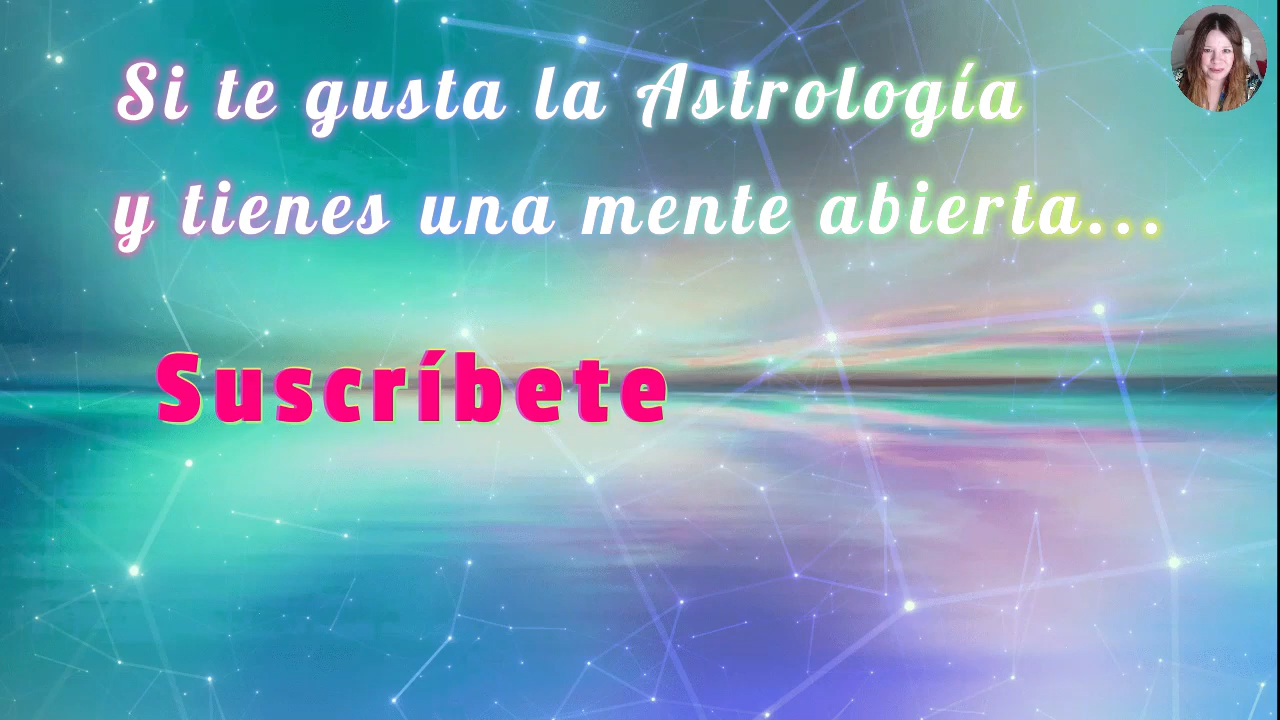 Si te gusta la Astrología
y tienes una mente abierta...
Suscríbete